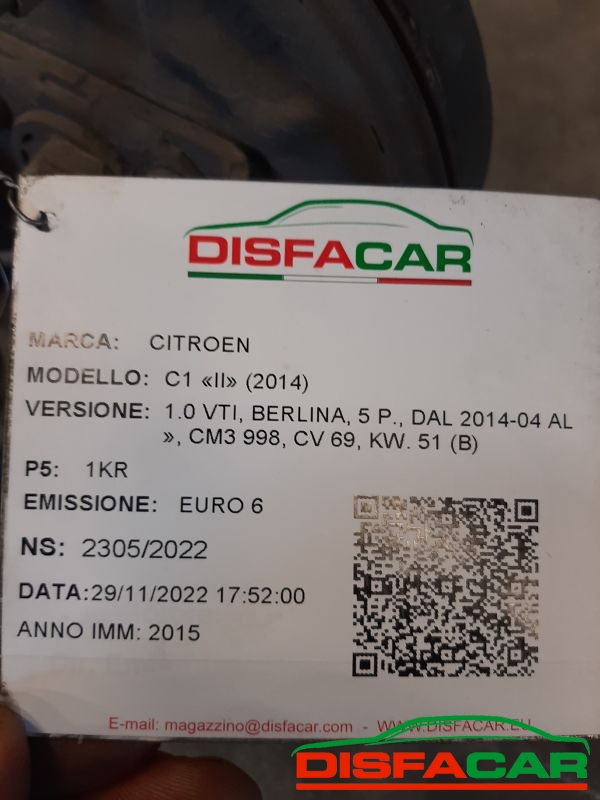 DISFACAR
MARCA: CITROEN
MODELLO: C1 «II» (2014)
VERSIONE: 1.0 VTI, BERLINA, 5 P., DAL 2014-04 AL
», CM3 998, CV 69, KW. 51 (B)
P5: 1KR
EMISSIONE: EURO 6
NS: 2305/2022
DATA:29/11/2022 17:52:00
ANNO IMM: 2015
E-mail: magazzino@disfacar.com - WWW.DISFACAR.EU
DISFACAR